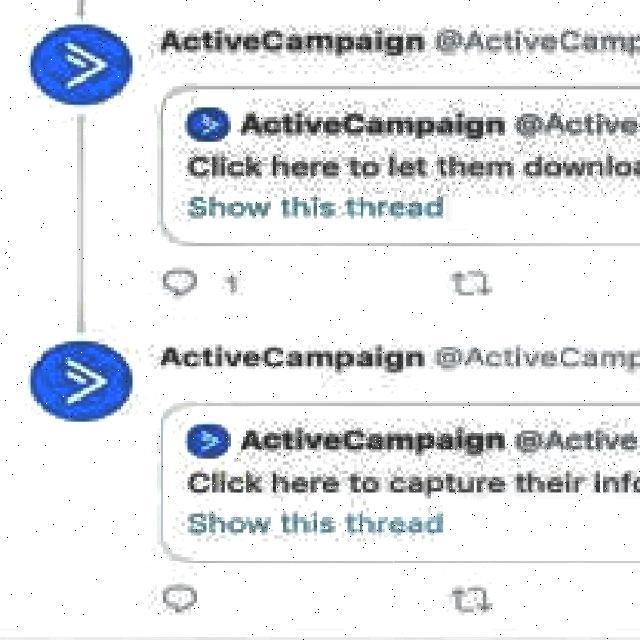 ActiveCampaign @ActiveCamp
ActiveCampaign @Active
Click here to let them downloa
Show this thread
1
ActiveCampaign @ActiveCamp
ActiveCampaign @Active
Click here to capture their info
Show this thread